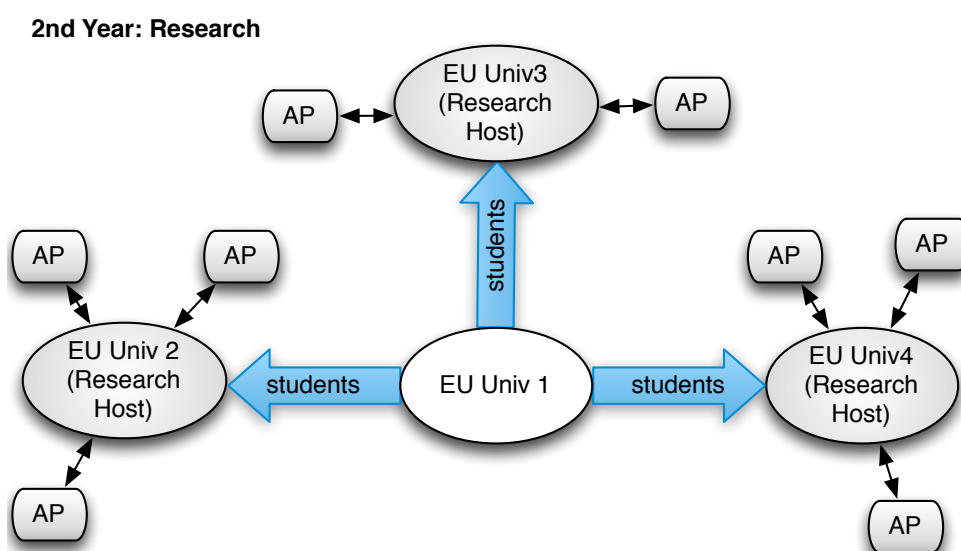 2nd Year: Research
EU Univ3
(Research
Host)
AP
AP
students
AP
AP
AP
AP
EU Univ 2
(Research
Host)
students
EU Univ 1
students
EU Univ4
(Research
Host)
AP
AP